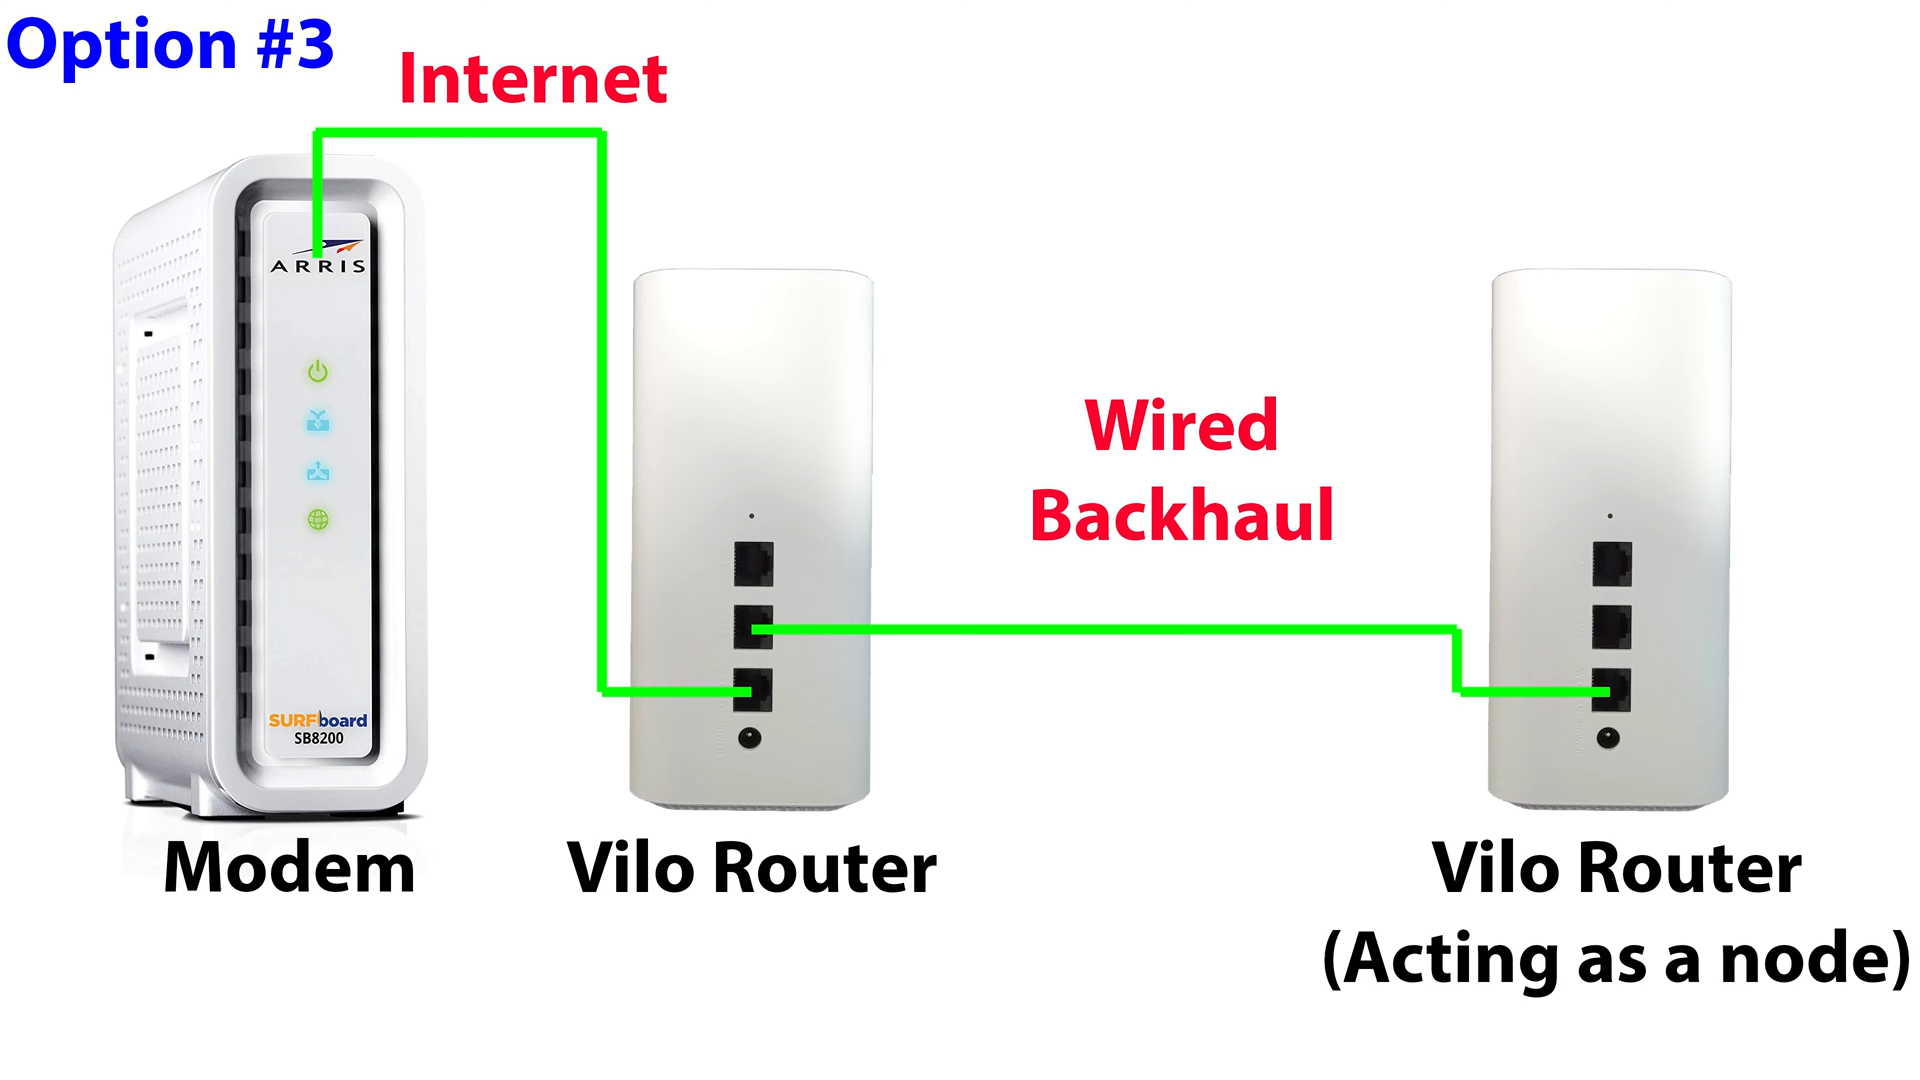 Option #3
Internet
ARRIS
Wired
Backhaul
SURFboard
SB8200
Modem
Vilo Router
Vilo Router
(Acting as a node)